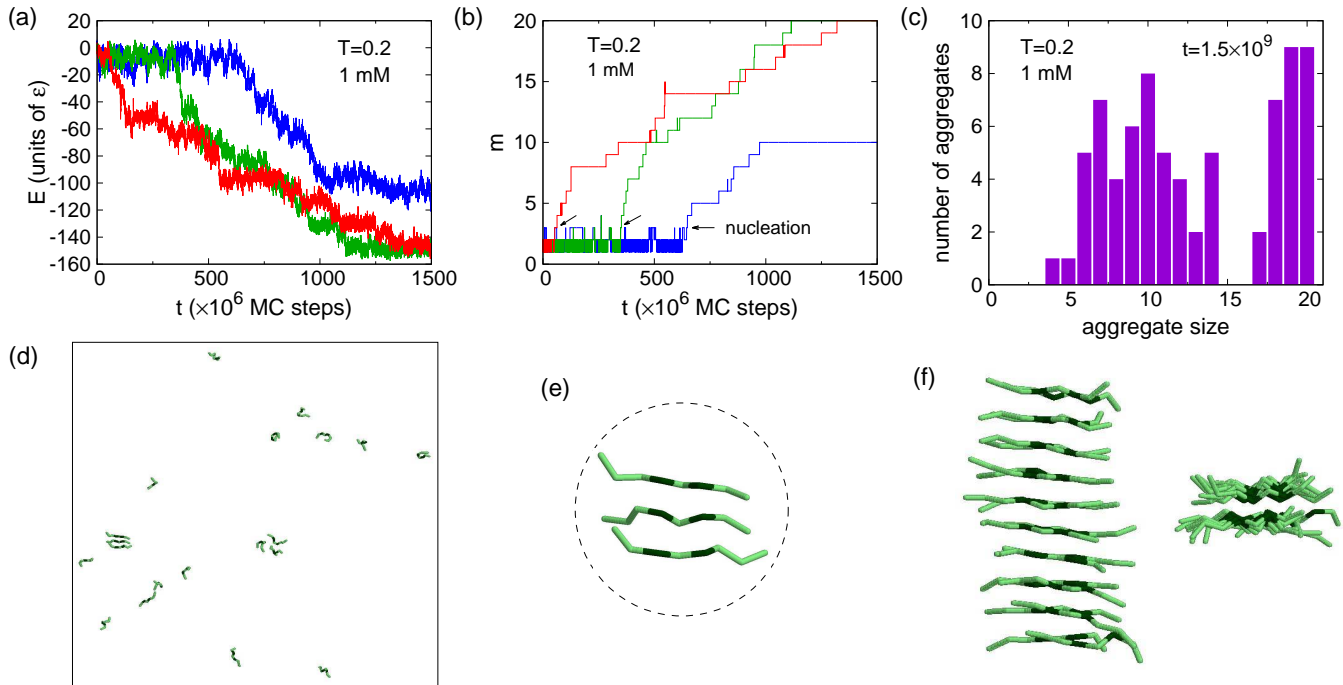 (a)
20
0
-20
-40
-60
-80
-100
-120
-140
-160
E (units of ε)
T=0.2
1 mM
0
500
1000
1500
t (×10⁶ MC steps)
(b)
20
15
10
5
0
m
T=0.2
1 mM
nucleation
0
500
1000
1500
t (×10⁶ MC steps)
(c)
10
8
6
4
2
0
number of aggregates
T=0.2
1 mM
t=1.5×10⁹
0
5
10
15
20
aggregate size
(d)
(e)
(f)